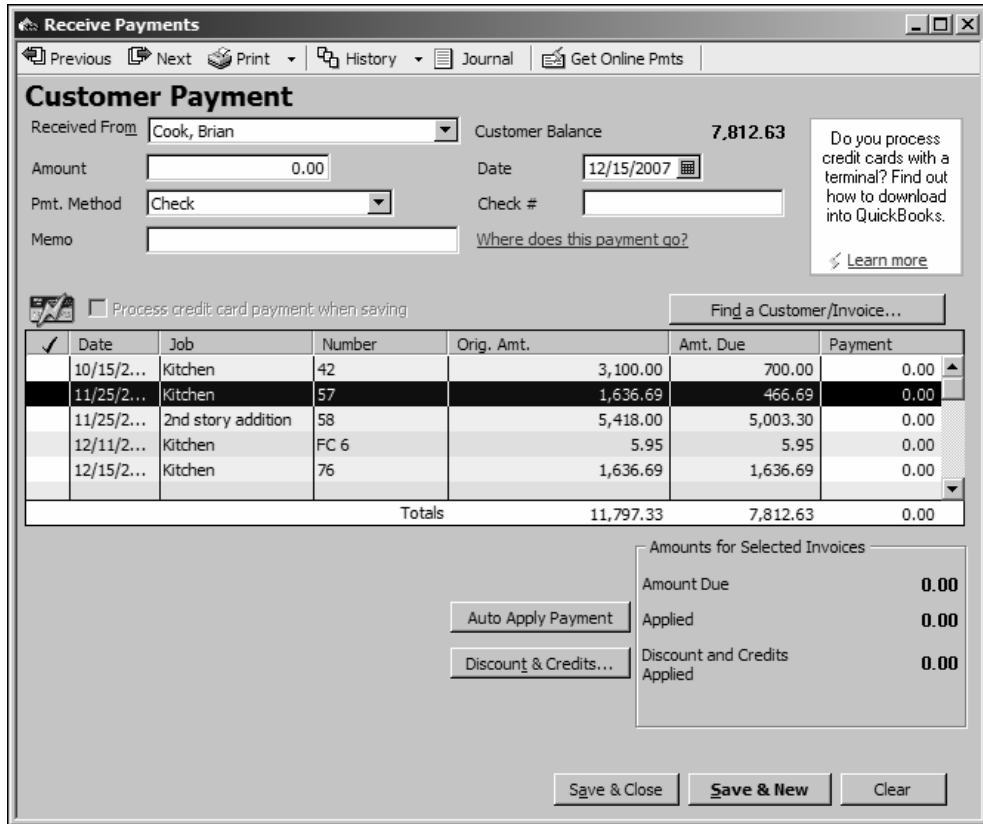 Receive Payments
Previous Next Print History Journal Get Online Pmts
Customer Payment
Received From Cook, Brian Customer Balance 7,812.63
Amount 0.00 Date 12/15/2007
Pmt. Method Check Check #
Memo Where does this payment go?
Do you process
credit cards with a
terminal? Find out
how to download
into QuickBooks.
Learn more
Process credit card payment when saving Find a Customer/Invoice...
✓ Date Job Number Orig. Amt. Amt. Due Payment
10/15/2... Kitchen 42 3,100.00 700.00 0.00
11/25/2... Kitchen 57 1,636.69 466.69 0.00
11/25/2... 2nd story addition 58 5,418.00 5,003.30 0.00
12/11/2... Kitchen FC 6 5.95 5.95 0.00
12/15/2... Kitchen 76 1,636.69 1,636.69 0.00
Totals 11,797.33 7,812.63 0.00
Amounts for Selected Invoices
Amount Due 0.00
Auto Apply Payment Applied 0.00
Discount & Credits... Discount and Credits
Applied 0.00
Save & Close Save & New Clear